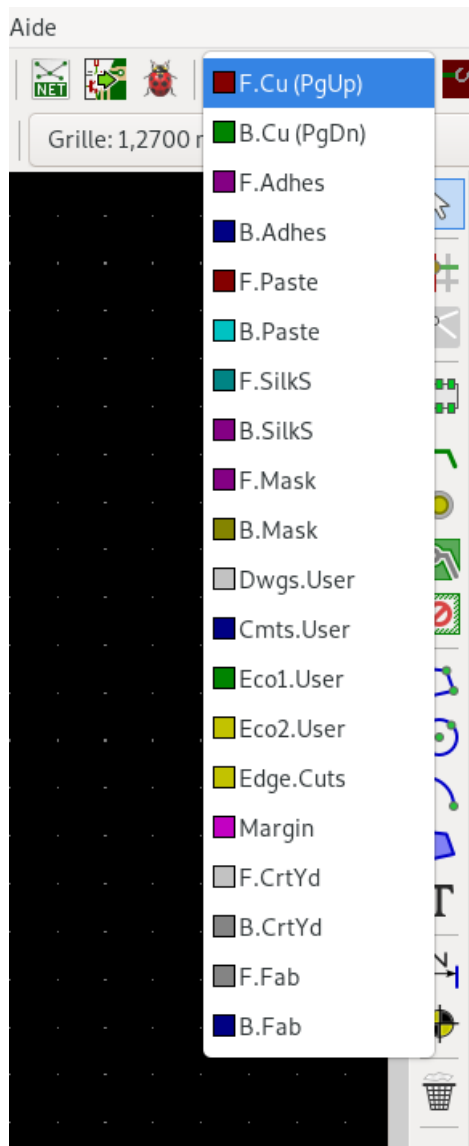 Aide
NET
Grille: 1,2700 r
F.Cu (PgUp)
B.Cu (PgDn)
F.Adhes
B.Adhes
F.Paste
B.Paste
F.SilkS
B.SilkS
F.Mask
B.Mask
Dwgs.User
Cmts.User
Eco1.User
Eco2.User
Edge.Cuts
Margin
F.CrtYd
B.CrtYd
F.Fab
B.Fab